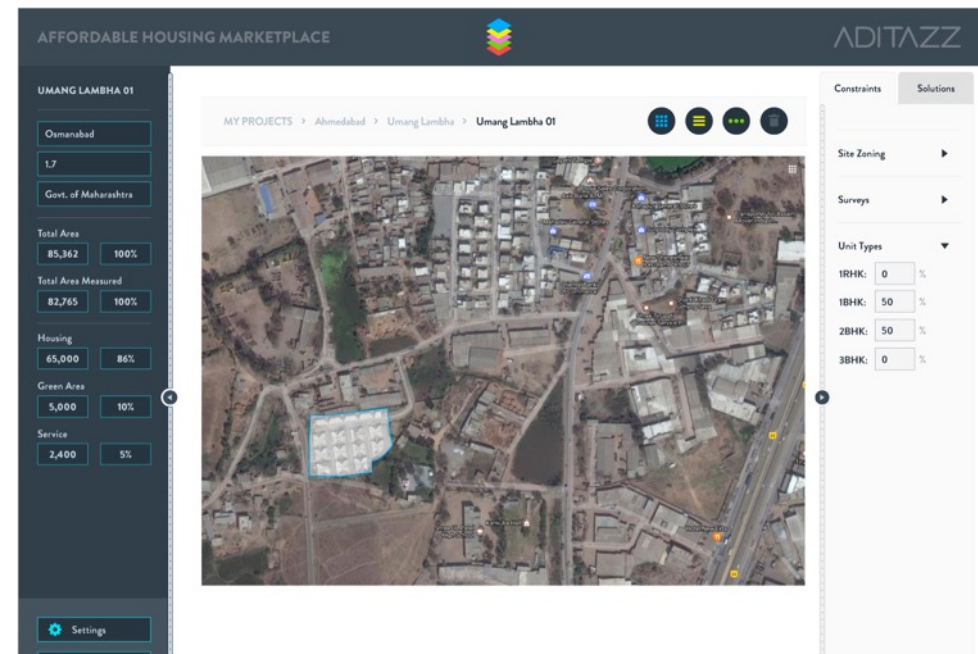 AFFORDABLE HOUSING MARKETPLACE
ADITAZZ
UMANG LAMBHA 01
Osmanabad
1.7
Govt. of Maharashtra
Total Area
85,362 100%
Total Area Measured
82,765 100%
Housing
65,000 86%
Green Area
5,000 10%
Service
2,400 5%
Settings
MY PROJECTS > Ahmedabad > Umang Lambha > Umang Lambha 01
Constraints Solutions
Site Zoning
Surveys
Unit Types
1RHK: 0 %
1BHK: 50 %
2BHK: 50 %
3BHK: 0 %